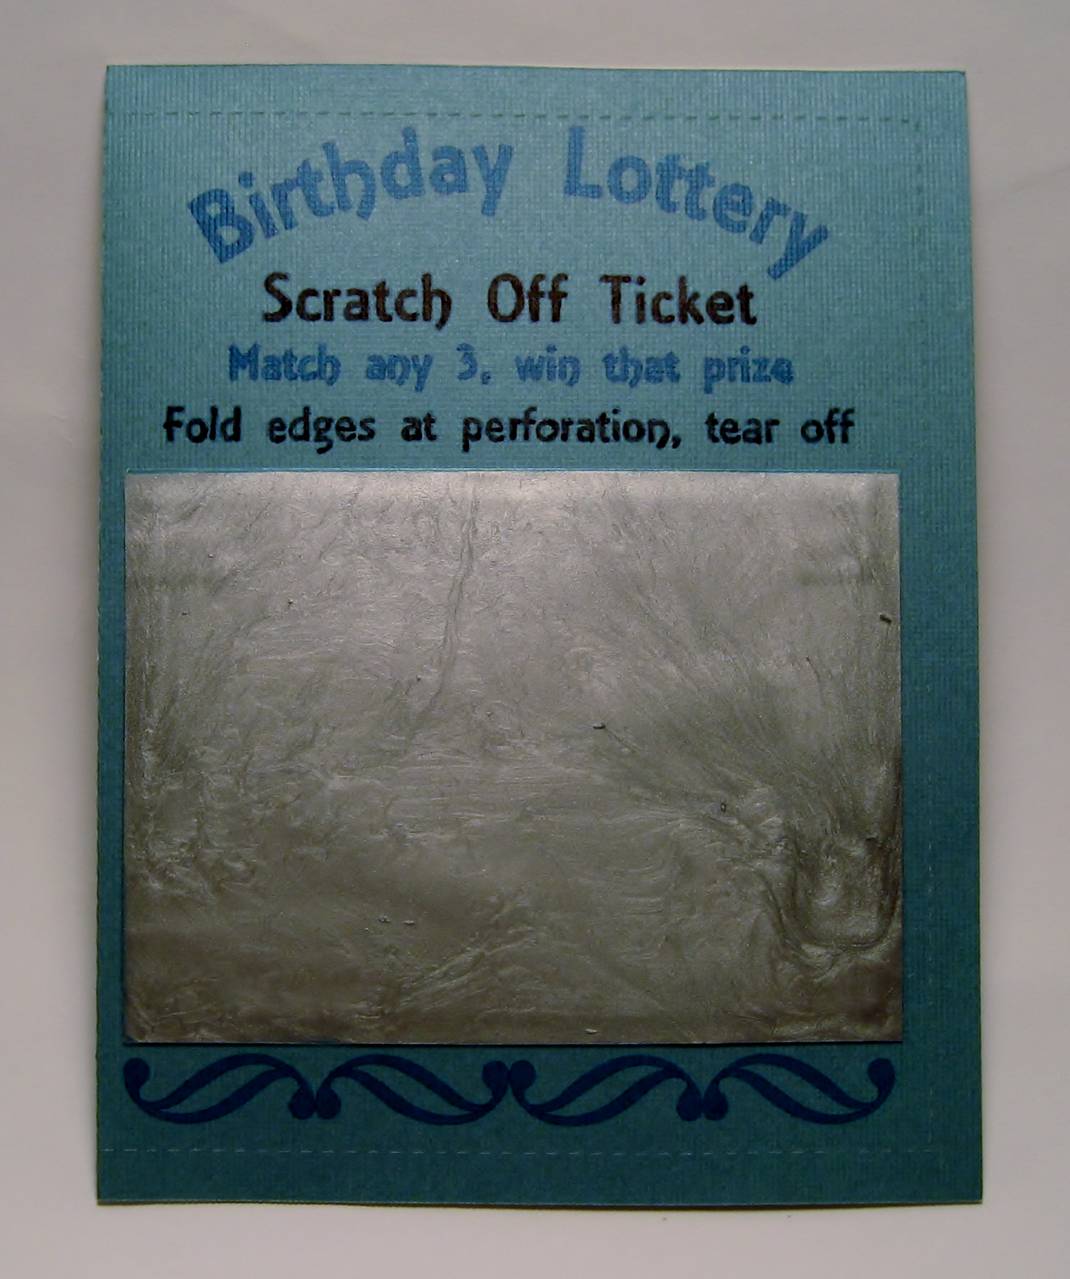 Birthday Lottery
Scratch Off Ticket
Match any 3, win that prize
Fold edges at perforation, tear off